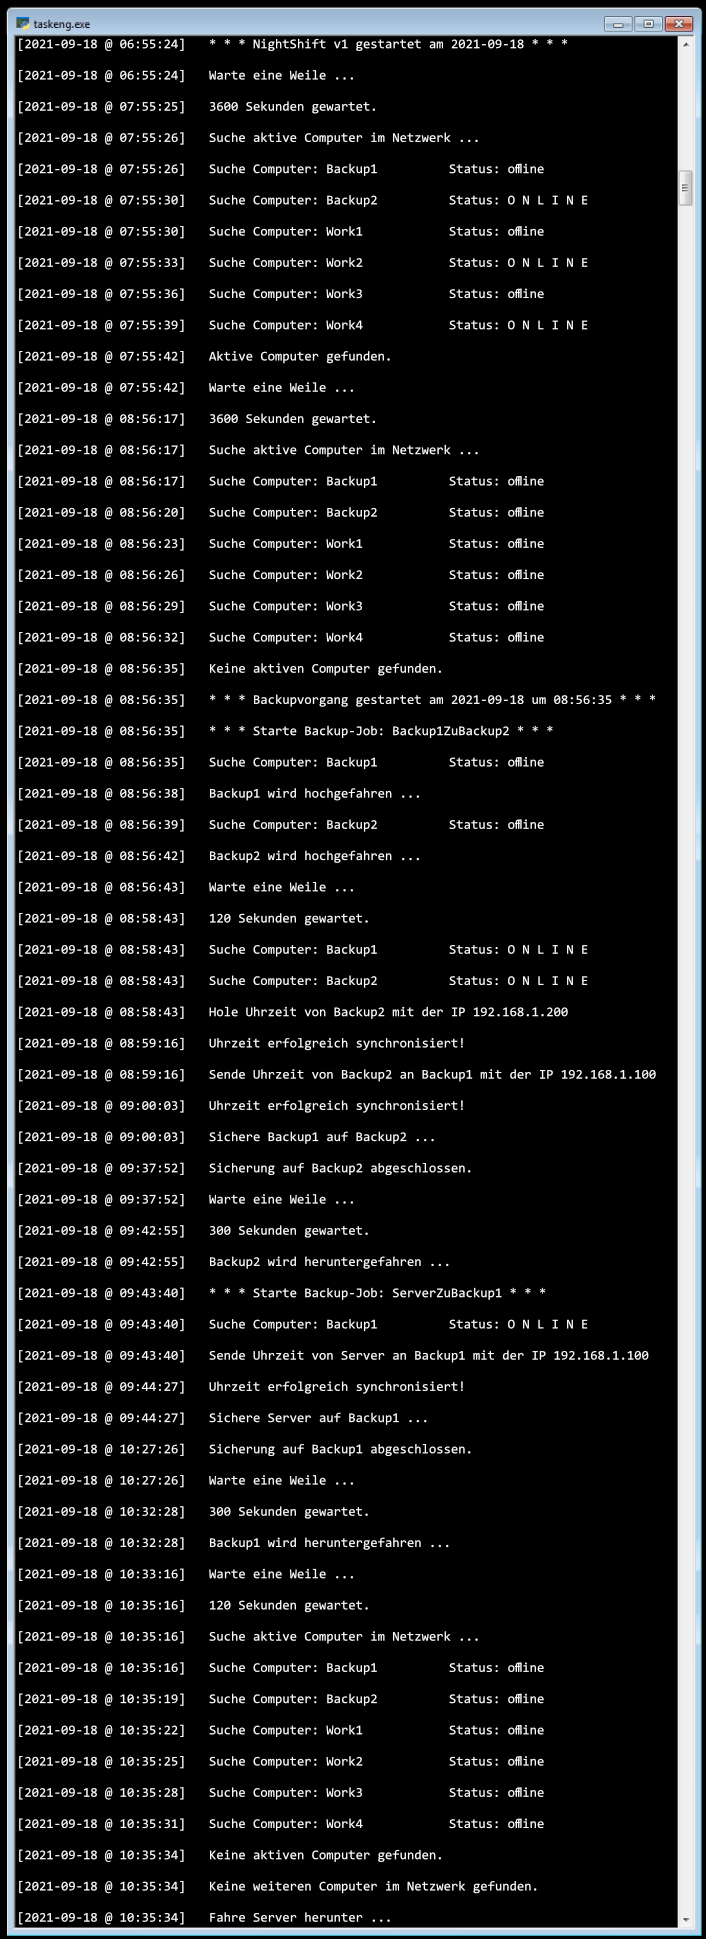 taskeng.exe
[2021-09-18 @ 06:55:24] * * * NightShift v1 gestartet am 2021-09-18 * * *
[2021-09-18 @ 06:55:24] Warte eine Weile ...
[2021-09-18 @ 07:55:25] 3600 Sekunden gewartet.
[2021-09-18 @ 07:55:26] Suche aktive Computer im Netzwerk ...
[2021-09-18 @ 07:55:26] Suche Computer: Backup1 Status: offline
[2021-09-18 @ 07:55:30] Suche Computer: Backup2 Status: O N L I N E
[2021-09-18 @ 07:55:30] Suche Computer: Work1 Status: offline
[2021-09-18 @ 07:55:33] Suche Computer: Work2 Status: O N L I N E
[2021-09-18 @ 07:55:36] Suche Computer: Work3 Status: offline
[2021-09-18 @ 07:55:39] Suche Computer: Work4 Status: O N L I N E
[2021-09-18 @ 07:55:42] Aktive Computer gefunden.
[2021-09-18 @ 07:55:42] Warte eine Weile ...
[2021-09-18 @ 08:56:17] 3600 Sekunden gewartet.
[2021-09-18 @ 08:56:17] Suche aktive Computer im Netzwerk ...
[2021-09-18 @ 08:56:17] Suche Computer: Backup1 Status: offline
[2021-09-18 @ 08:56:20] Suche Computer: Backup2 Status: offline
[2021-09-18 @ 08:56:23] Suche Computer: Work1 Status: offline
[2021-09-18 @ 08:56:26] Suche Computer: Work2 Status: offline
[2021-09-18 @ 08:56:29] Suche Computer: Work3 Status: offline
[2021-09-18 @ 08:56:32] Suche Computer: Work4 Status: offline
[2021-09-18 @ 08:56:35] Keine aktiven Computer gefunden.
[2021-09-18 @ 08:56:35] * * * Backupvorgang gestartet am 2021-09-18 um 08:56:35 * * *
[2021-09-18 @ 08:56:35] * * * Starte Backup-Job: Backup1ZuBackup2 * * *
[2021-09-18 @ 08:56:35] Suche Computer: Backup1 Status: offline
[2021-09-18 @ 08:56:38] Backup1 wird hochgefahren ...
[2021-09-18 @ 08:56:39] Suche Computer: Backup2 Status: offline
[2021-09-18 @ 08:56:42] Backup2 wird hochgefahren ...
[2021-09-18 @ 08:56:43] Warte eine Weile ...
[2021-09-18 @ 08:58:43] 120 Sekunden gewartet.
[2021-09-18 @ 08:58:43] Suche Computer: Backup1 Status: O N L I N E
[2021-09-18 @ 08:58:43] Suche Computer: Backup2 Status: O N L I N E
[2021-09-18 @ 08:58:43] Hole Uhrzeit von Backup2 mit der IP 192.168.1.200
[2021-09-18 @ 08:59:16] Uhrzeit erfolgreich synchronisiert!
[2021-09-18 @ 08:59:16] Sende Uhrzeit von Backup2 an Backup1 mit der IP 192.168.1.100
[2021-09-18 @ 09:00:03] Uhrzeit erfolgreich synchronisiert!
[2021-09-18 @ 09:00:03] Sichere Backup1 auf Backup2 ...
[2021-09-18 @ 09:37:52] Sicherung auf Backup2 abgeschlossen.
[2021-09-18 @ 09:37:52] Warte eine Weile ...
[2021-09-18 @ 09:42:55] 300 Sekunden gewartet.
[2021-09-18 @ 09:42:55] Backup2 wird heruntergefahren ...
[2021-09-18 @ 09:43:40] * * * Starte Backup-Job: ServerZuBackup1 * * *
[2021-09-18 @ 09:43:40] Suche Computer: Backup1 Status: O N L I N E
[2021-09-18 @ 09:43:40] Sende Uhrzeit von Server an Backup1 mit der IP 192.168.1.100
[2021-09-18 @ 09:44:27] Uhrzeit erfolgreich synchronisiert!
[2021-09-18 @ 09:44:27] Sichere Server auf Backup1 ...
[2021-09-18 @ 10:27:26] Sicherung auf Backup1 abgeschlossen.
[2021-09-18 @ 10:27:26] Warte eine Weile ...
[2021-09-18 @ 10:32:28] 300 Sekunden gewartet.
[2021-09-18 @ 10:32:28] Backup1 wird heruntergefahren ...
[2021-09-18 @ 10:33:16] Warte eine Weile ...
[2021-09-18 @ 10:35:16] 120 Sekunden gewartet.
[2021-09-18 @ 10:35:16] Suche aktive Computer im Netzwerk ...
[2021-09-18 @ 10:35:16] Suche Computer: Backup1 Status: offline
[2021-09-18 @ 10:35:19] Suche Computer: Backup2 Status: offline
[2021-09-18 @ 10:35:22] Suche Computer: Work1 Status: offline
[2021-09-18 @ 10:35:25] Suche Computer: Work2 Status: offline
[2021-09-18 @ 10:35:28] Suche Computer: Work3 Status: offline
[2021-09-18 @ 10:35:31] Suche Computer: Work4 Status: offline
[2021-09-18 @ 10:35:34] Keine aktiven Computer gefunden.
[2021-09-18 @ 10:35:34] Keine weiteren Computer im Netzwerk gefunden.
[2021-09-18 @ 10:35:34] Fahre Server herunter ...